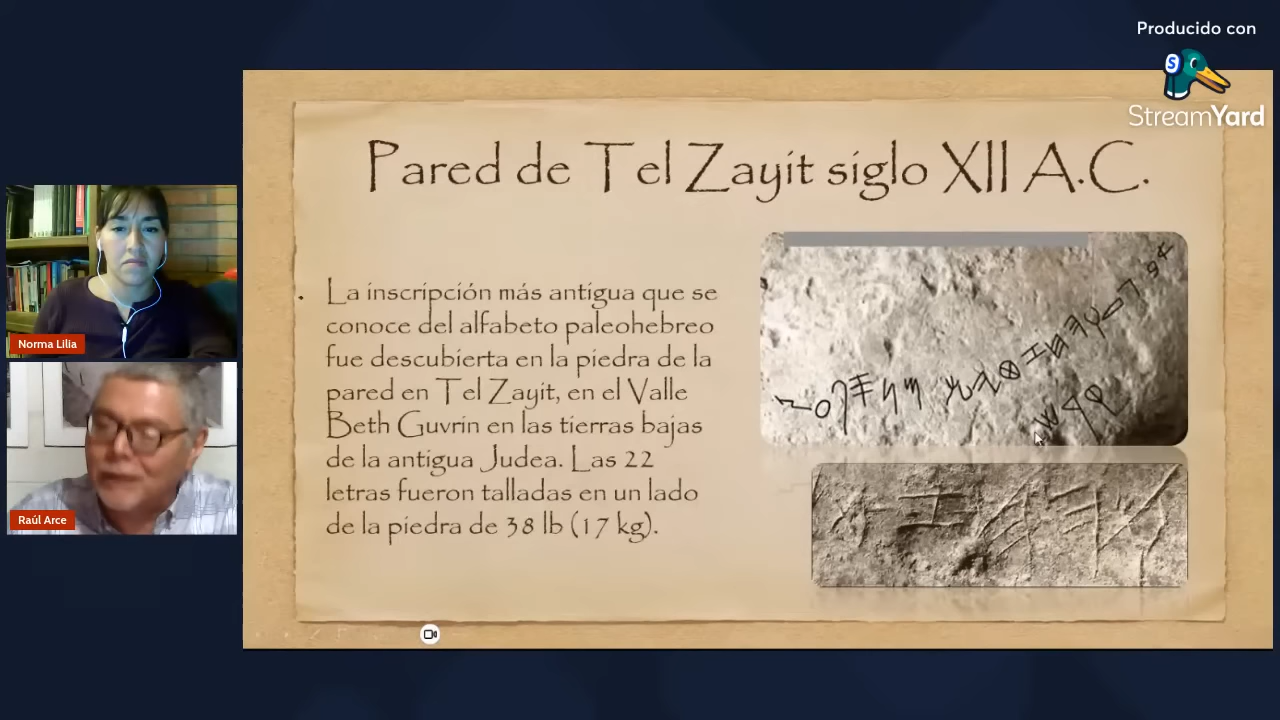 Producido con
StreamYard
Pared de Tel Zayit siglo XII A.C.
La inscripción más antigua que se
conoce del alfabeto paleohebreo
fue descubierta en la piedra de la
pared en Tel Zayit, en el Valle
Beth Guvrin en las tierras bajas
de la antigua Judea. Las 22
letras fueron talladas en un lado
de la piedra de 38 lb (17 kg).
Norma Lilia
Raúl Arce